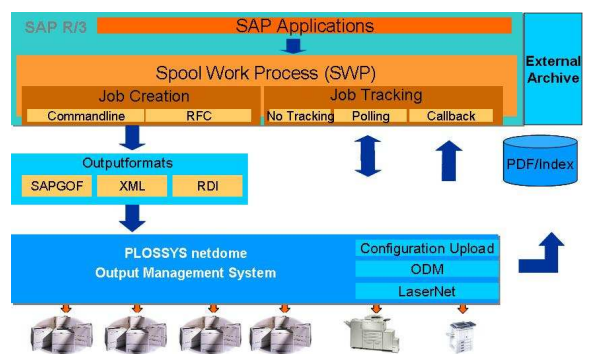 SAP R/3
SAP Applications
Spool Work Process (SWP)
Job Creation
Job Tracking
Commandline
RFC
No Tracking
Polling
Callback
External
Archive
Outputformats
SAPGOF
XML
RDI
PDF/Index
PLOSSYS netdome
Output Management System
Configuration Upload
ODM
LaserNet